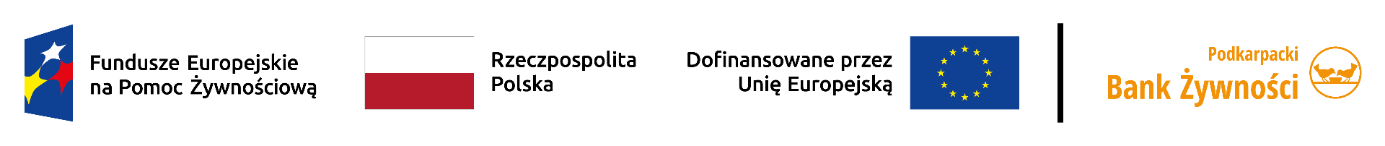 Fundusze Europejskie
na Pomoc Żywnościową
Rzeczpospolita
Polska
Dofinansowane przez
Unię Europejską
Podkarpacki
Bank Żywności